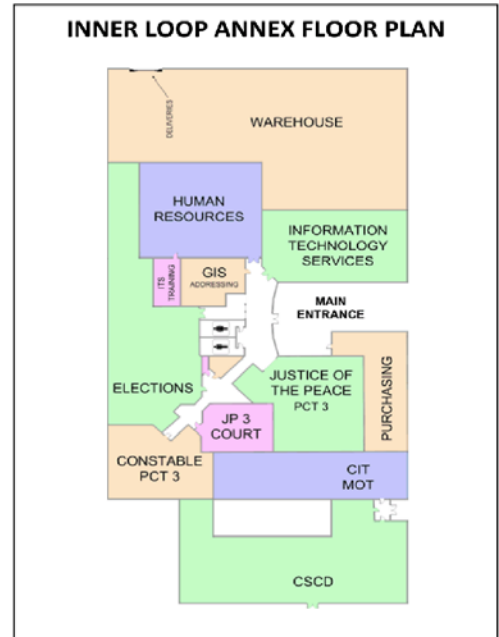 INNER LOOP ANNEX FLOOR PLAN
DELIVERIES
WAREHOUSE
HUMAN
RESOURCES
INFORMATION
TECHNOLOGY
SERVICES
ITS
TRAINING
GIS
ADDRESSING
MAIN
ENTRANCE
ELECTIONS
JUSTICE OF
THE PEACE
PCT 3
PURCHASING
JP 3
COURT
CONSTABLE
PCT 3
CIT
MOT
CSCD